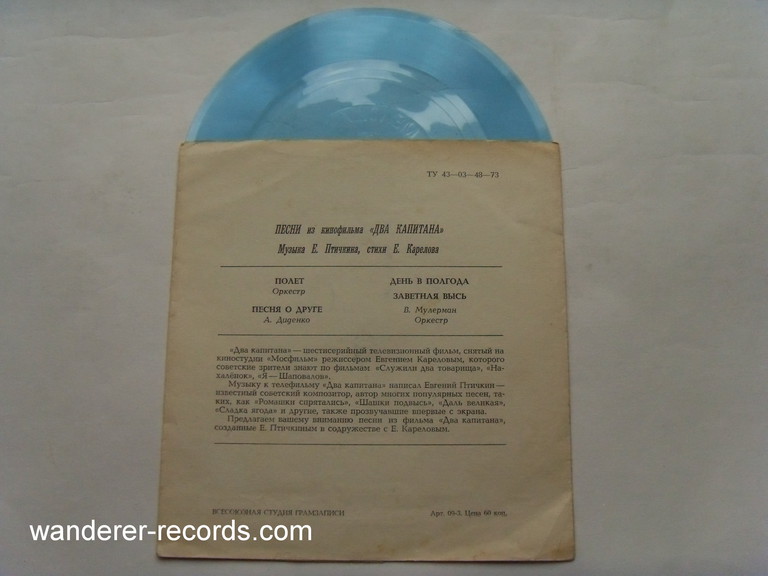 ТУ 43—03—48—73
ПЕСНИ из кинофильма «ДВА КАПИТАНА»
Музыка Е. Птичкина, стихи Е. Карелова
ПОЛЕТ
Оркестр
ПЕСНЯ О ДРУГЕ
А. Диденко
ДЕНЬ В ПОЛГОДА
ЗАВЕТНАЯ ВЫСЬ
В. Мулерман
Оркестр
«Два капитана» — шестисерийный телевизионный фильм, снятый на
киностудии «Мосфильм» режиссером Евгением Кареловым, которого
советские зрители знают по фильмам «Служили два товарища», «На-
халёнок», «Я — Шаповалов».
Музыку к телефильму «Два капитана» написал Евгений Птичкин —
известный советский композитор, автор многих популярных песен, та-
ких, как «Ромашки спрятались», «Шашки подвысь», «Даль великая»,
«Сладка ягода» и другие, также прозвучавшие впервые с экрана.
Предлагаем вашему вниманию песни из фильма «Два капитана»,
созданные Е. Птичкиным в содружестве с Е. Кареловым.
ВСЕСОЮЗНАЯ СТУДИЯ ГРАМЗАПИСИ
Арт. 60-3. Цена 60 коп.
wanderer-records.com